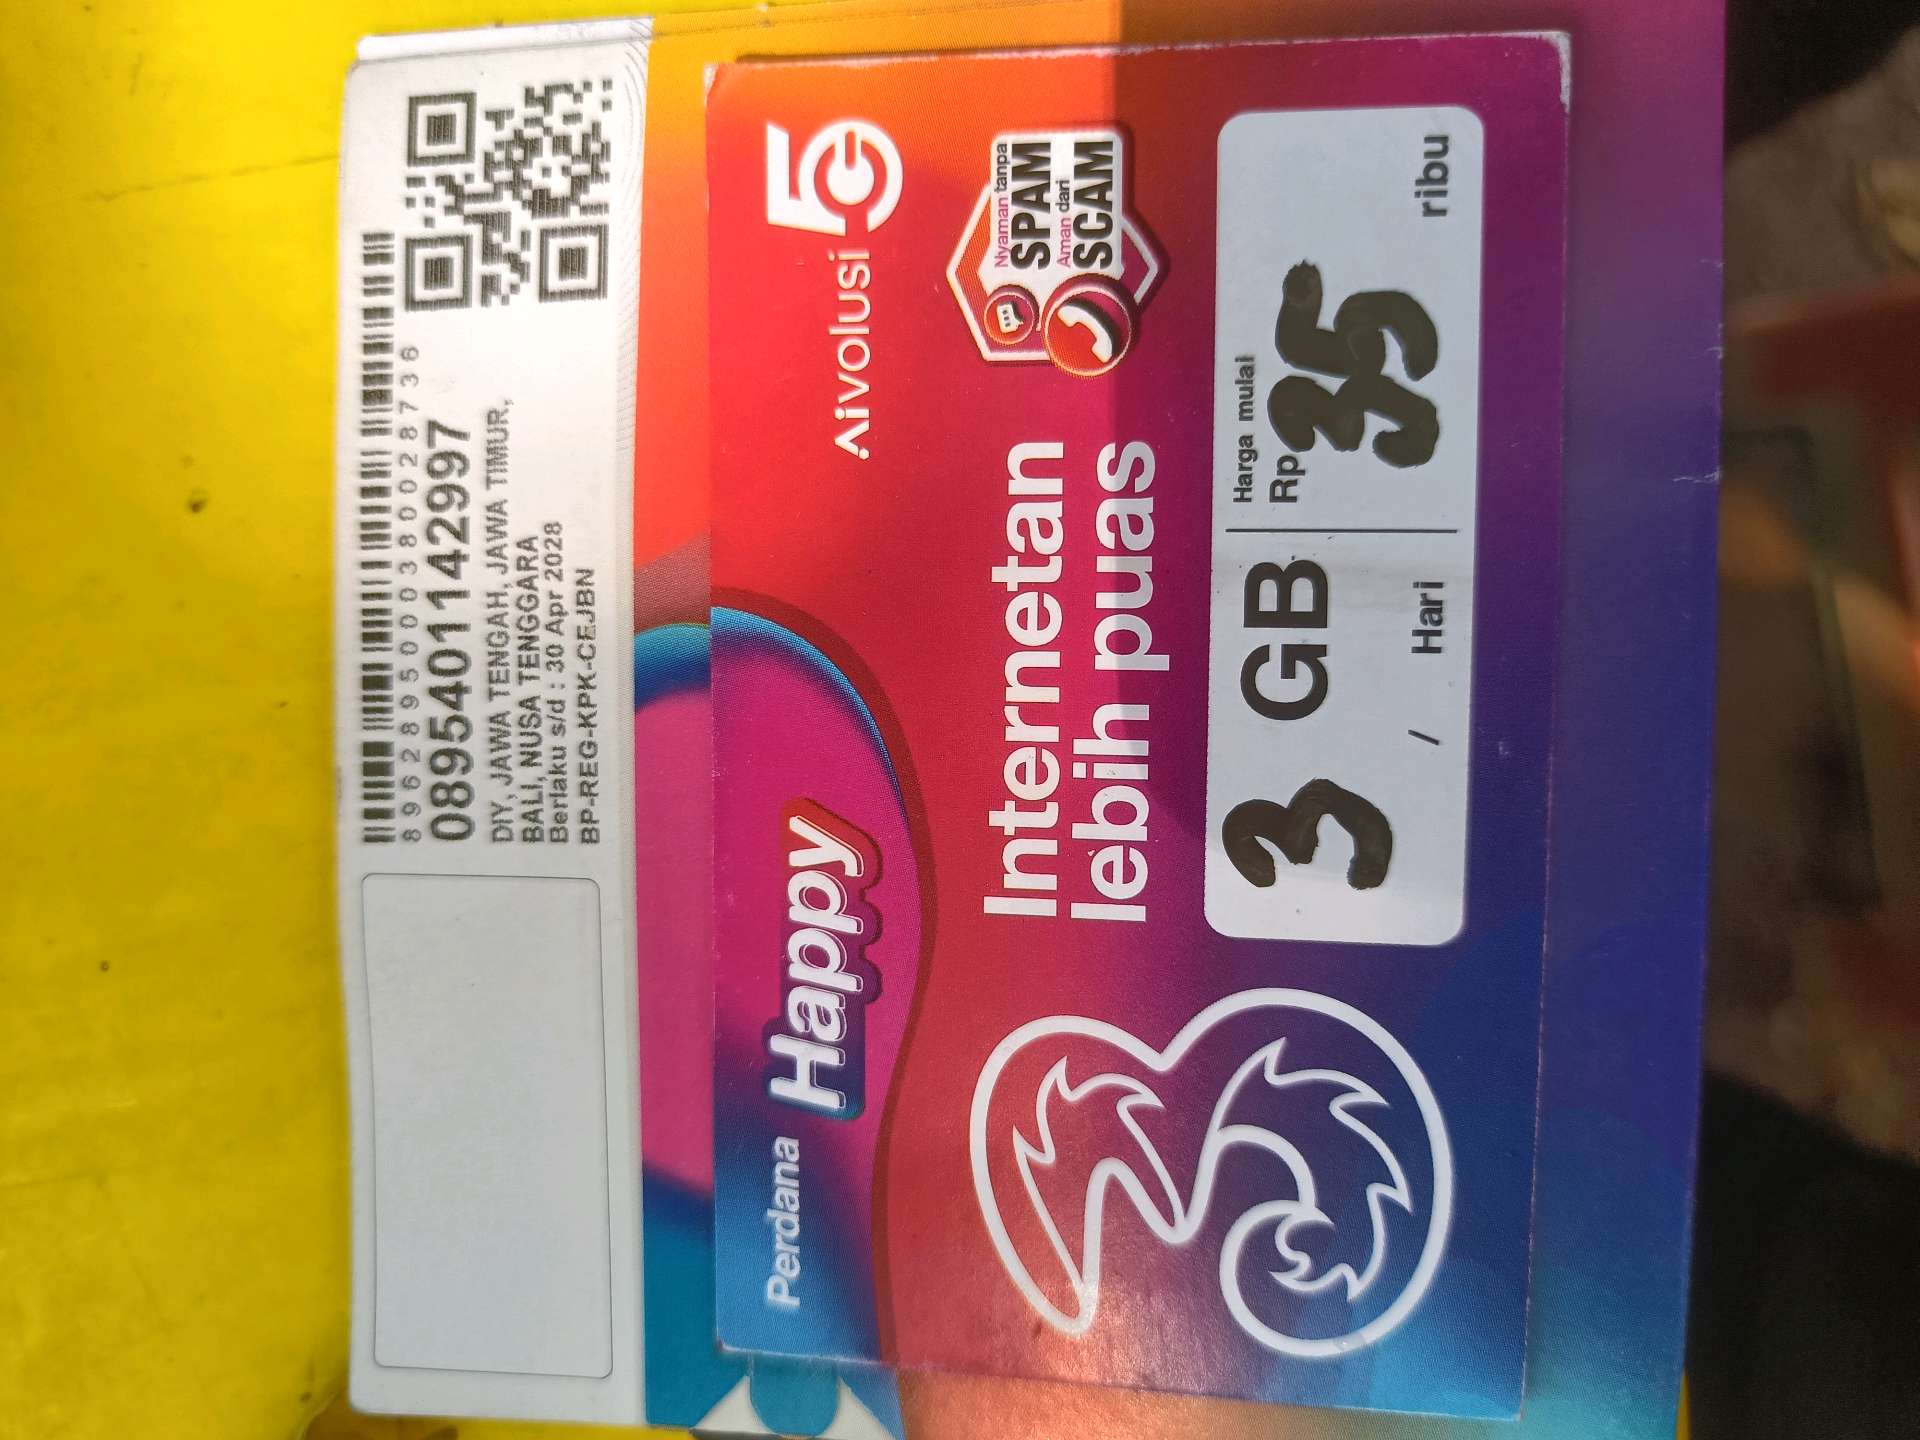 8962895000380028736
0895401142997
DIY, JAWA TENGAH, JAWA TIMUR,
BALI, NUSA TENGGARA
Berlaku s/d : 30 Apr 2028
BP-REG-KPK-CEJBN
Perdana
Happy
Aivolusi 5G
Internetan
lebih puas
Nyaman tanpa
SPAM
Aman dari
SCAM
3 GB
/ Hari
Harga mulai
Rp 35
ribu